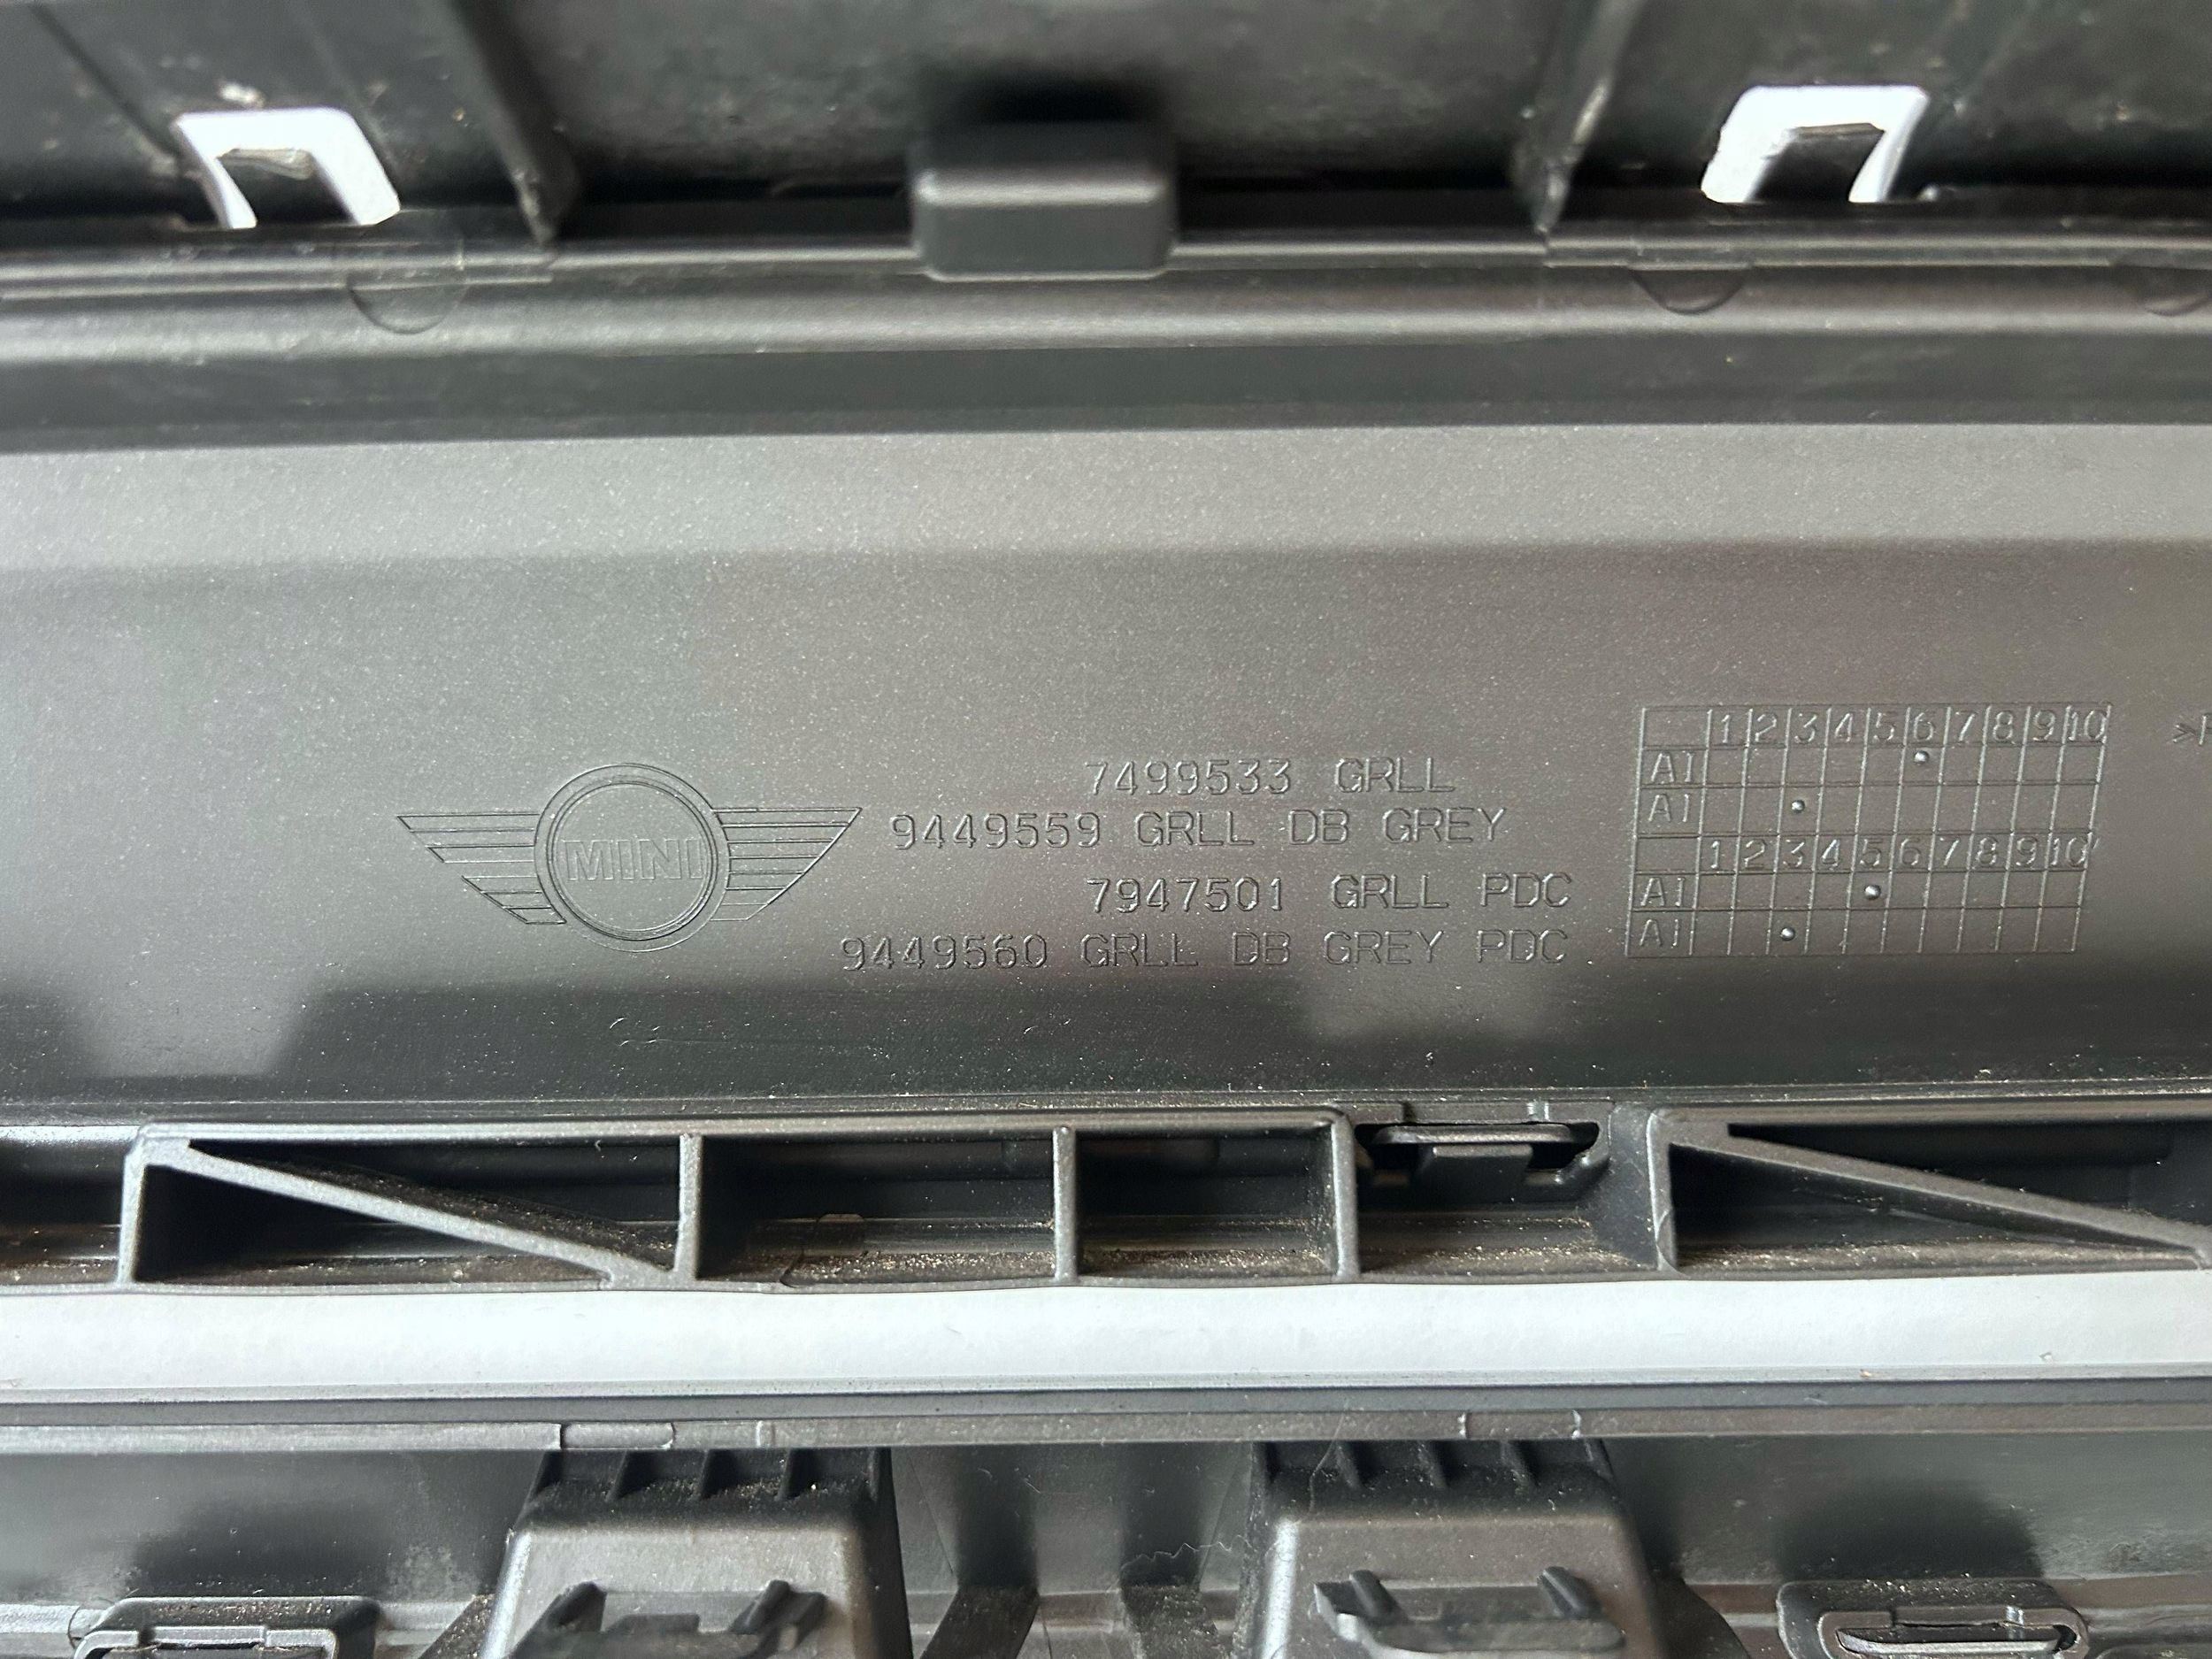 MINI
7499533 GRLL
9449559 GRLL DB GREY
7947501 GRLL PDC
9449560 GRLL DB GREY PDC
1 2 3 4 5 6 7 8 9 10
A1
A1
1 2 3 4 5 6 7 8 9 10
A1
A1